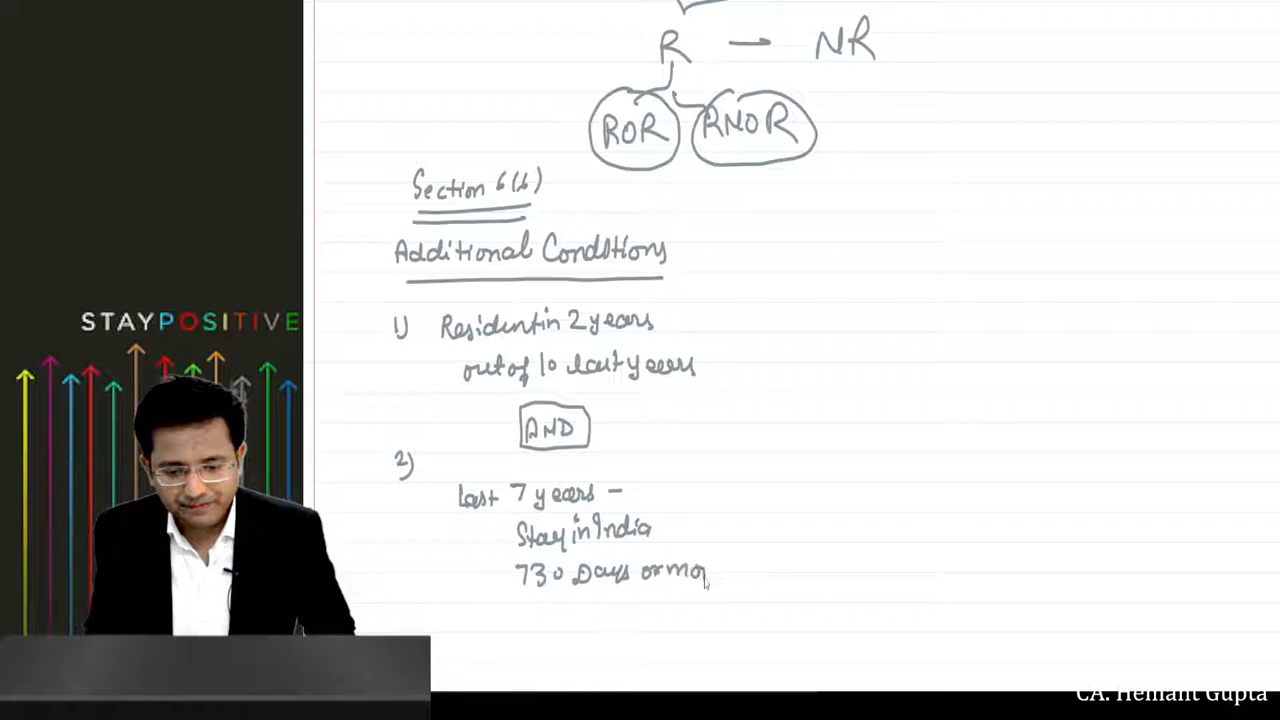 R → NR
ROR RNOR
Section 6(6)
Additional Conditions
1) Resident in 2 years
out of 10 last years
AND
2)
Last 7 years -
Stay in India
730 Days or mor
STAYPOSITIVE
CA. Hemant Gupta